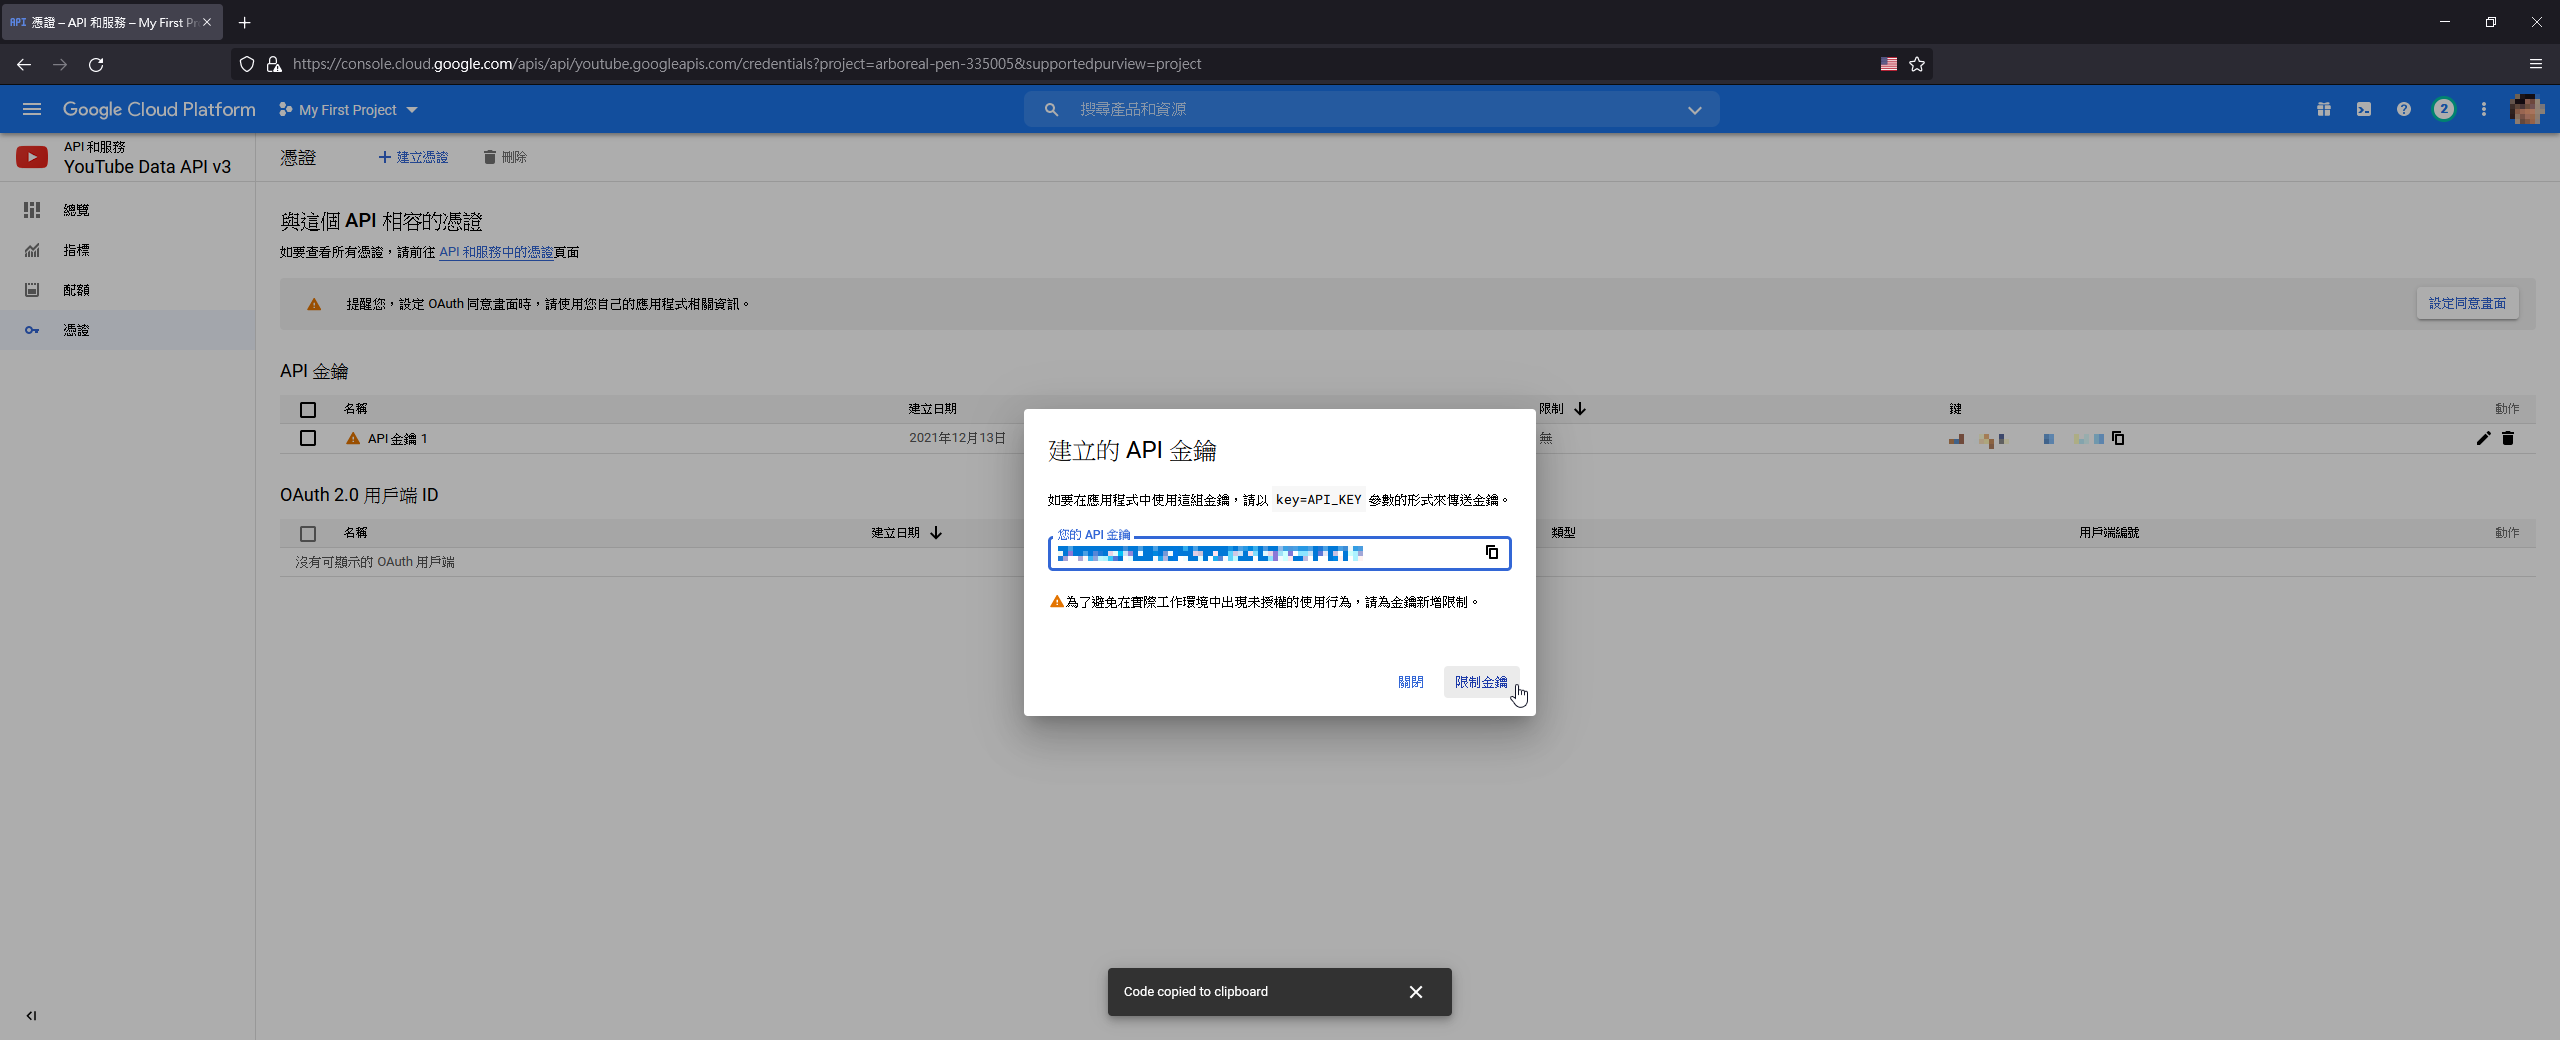 API 憑證 – API 和服務 – My First Pr
https://console.cloud.google.com/apis/api/youtube.googleapis.com/credentials?project=arboreal-pen-335005&supportedpurview=project
Google Cloud Platform
My First Project
搜尋產品和資源
2
API 和服務
YouTube Data API v3
總覽
指標
配額
憑證
憑證
建立憑證
刪除
與這個 API 相容的憑證
如要查看所有憑證，請前往 API 和服務中的憑證頁面
提醒您，設定 OAuth 同意畫面時，請使用您自己的應用程式相關資訊。
設定同意畫面
API 金鑰
名稱 建立日期 限制 鍵 動作
API 金鑰 1 2021年12月13日 無
OAuth 2.0 用戶端 ID
名稱 建立日期 類型 用戶端編號 動作
沒有可顯示的 OAuth 用戶端
建立的 API 金鑰
如要在應用程式中使用這組金鑰，請以 key=API_KEY 參數的形式來傳送金鑰。
您的 API 金鑰
為了避免在實際工作環境中出現未授權的使用行為，請為金鑰新增限制。
關閉
限制金鑰
Code copied to clipboard